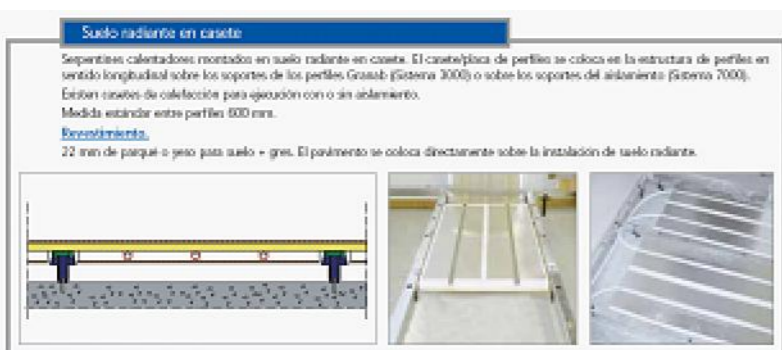 Suelo radiante en casete
Serpentines calentadores montados en suelo radiante en casete. El casete/placa de perfiles se coloca en la estructura de perfiles en
sentido longitudinal sobre los soportes de los perfiles Granab (Sistema 3000) o sobre los soportes del aislamiento (Sistema 7000).
Existen casetes de calefacción para ejecución con o sin aislamiento.
Medida estándar entre perfiles 600 mm.
Revestimiento.
22 mm de parqué o yeso para suelo + gres. El pavimento se coloca directamente sobre la instalación de suelo radiante.